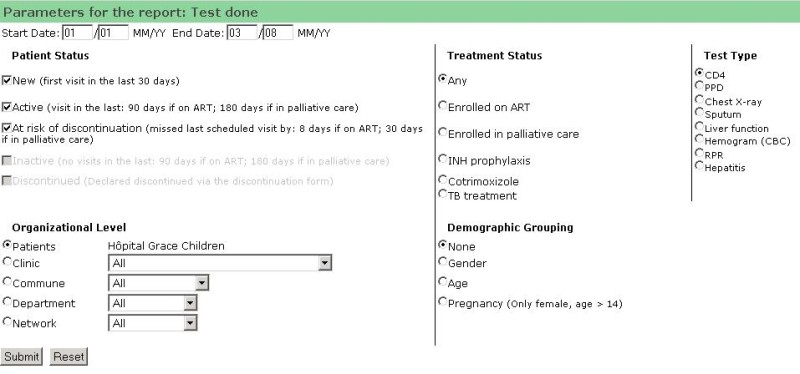 Parameters for the report: Test done
Start Date: 01 /01 MM/YY End Date: 03 /08 MM/YY
Patient Status
New (first visit in the last 30 days)
Active (visit in the last: 90 days if on ART; 180 days if in palliative care)
At risk of discontinuation (missed last scheduled visit by: 8 days if on ART; 30 days
if in palliative care)
Inactive (no visits in the last: 90 days if on ART; 180 days if in palliative care)
Discontinued (Declared discontinued via the discontinuation form)
Treatment Status
Any
Enrolled on ART
Enrolled in palliative care
INH prophylaxis
Cotrimoxizole
TB treatment
Test Type
CD4
PPD
Chest X-ray
Sputum
Liver function
Hemogram (CBC)
RPR
Hepatitis
Organizational Level
Patients Hôpital Grace Children
Clinic All
Commune All
Department All
Network All
Demographic Grouping
None
Gender
Age
Pregnancy (Only female, age > 14)
Submit Reset